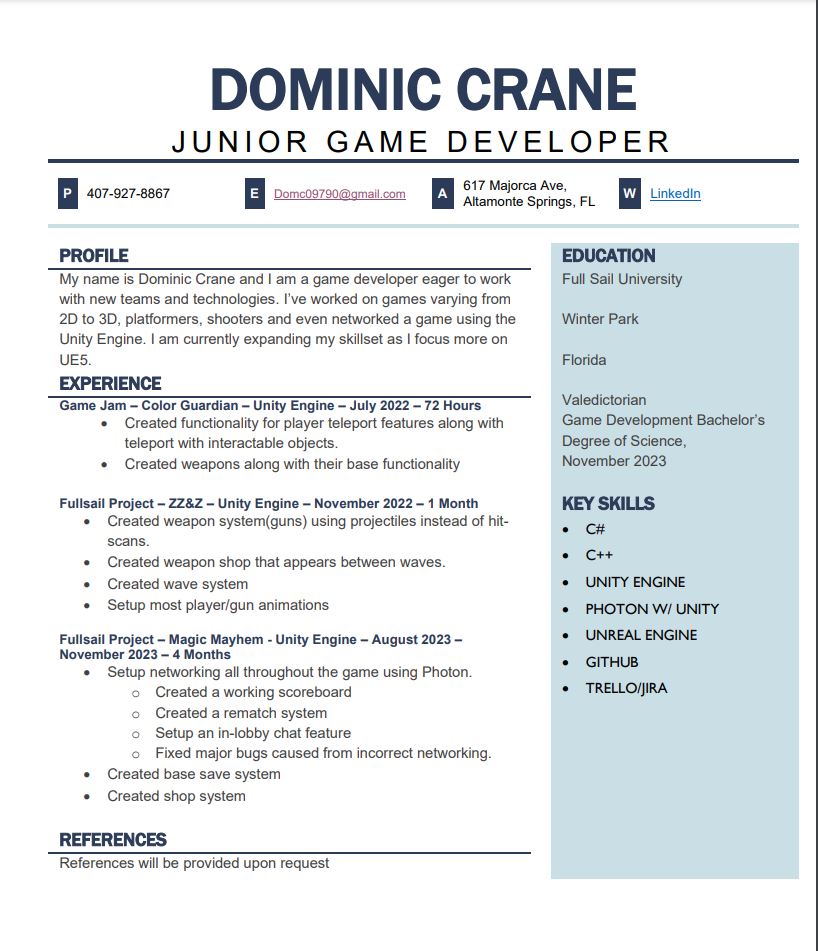 DOMINIC CRANE
JUNIOR GAME DEVELOPER
P 407-927-8867
E Domc09790@gmail.com
A 617 Majorca Ave,
Altamonte Springs, FL
W LinkedIn
PROFILE
My name is Dominic Crane and I am a game developer eager to work
with new teams and technologies. I've worked on games varying from
2D to 3D, platformers, shooters and even networked a game using the
Unity Engine. I am currently expanding my skillset as I focus more on
UE5.
EXPERIENCE
Game Jam – Color Guardian – Unity Engine – July 2022 – 72 Hours
• Created functionality for player teleport features along with
teleport with interactable objects.
• Created weapons along with their base functionality
Fullsail Project – ZZ&Z – Unity Engine – November 2022 – 1 Month
• Created weapon system(guns) using projectiles instead of hit-
scans.
• Created weapon shop that appears between waves.
• Created wave system
• Setup most player/gun animations
Fullsail Project – Magic Mayhem - Unity Engine – August 2023 –
November 2023 – 4 Months
• Setup networking all throughout the game using Photon.
o Created a working scoreboard
o Created a rematch system
o Setup an in-lobby chat feature
o Fixed major bugs caused from incorrect networking.
• Created base save system
• Created shop system
REFERENCES
References will be provided upon request
EDUCATION
Full Sail University
Winter Park
Florida
Valedictorian
Game Development Bachelor's
Degree of Science,
November 2023
KEY SKILLS
• C#
• C++
• UNITY ENGINE
• PHOTON W/ UNITY
• UNREAL ENGINE
• GITHUB
• TRELLO/JIRA